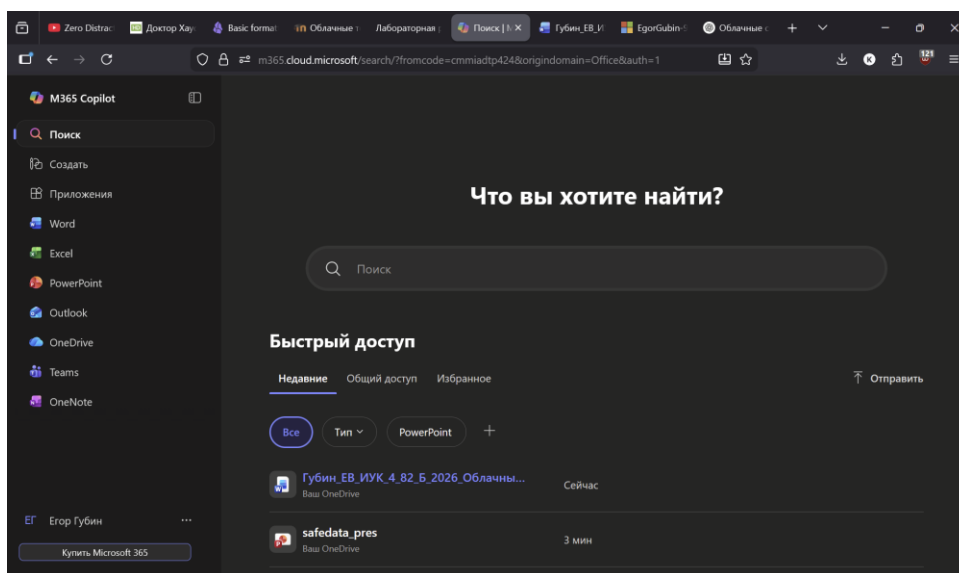 Zero Distrac
Доктор Хау
Basic format
Облачные т
Лабораторная р
Поиск | M
Губин_ЕВ_И
EgorGubin-
Облачные с
m365.cloud.microsoft/search/?fromcode=cmmiadtp424&origindomain=Office&auth=1
K
121
M365 Copilot
Поиск
Создать
Приложения
Word
Excel
PowerPoint
Outlook
OneDrive
Teams
OneNote
ЕГ Егор Губин ...
Купить Microsoft 365
Что вы хотите найти?
Поиск
Быстрый доступ
Недавние Общий доступ Избранное
Отправить
Все Тип PowerPoint +
Губин_ЕВ_ИУК_4_82_Б_2026_Облачны... Сейчас
Ваш OneDrive
safedata_pres 3 мин
Ваш OneDrive